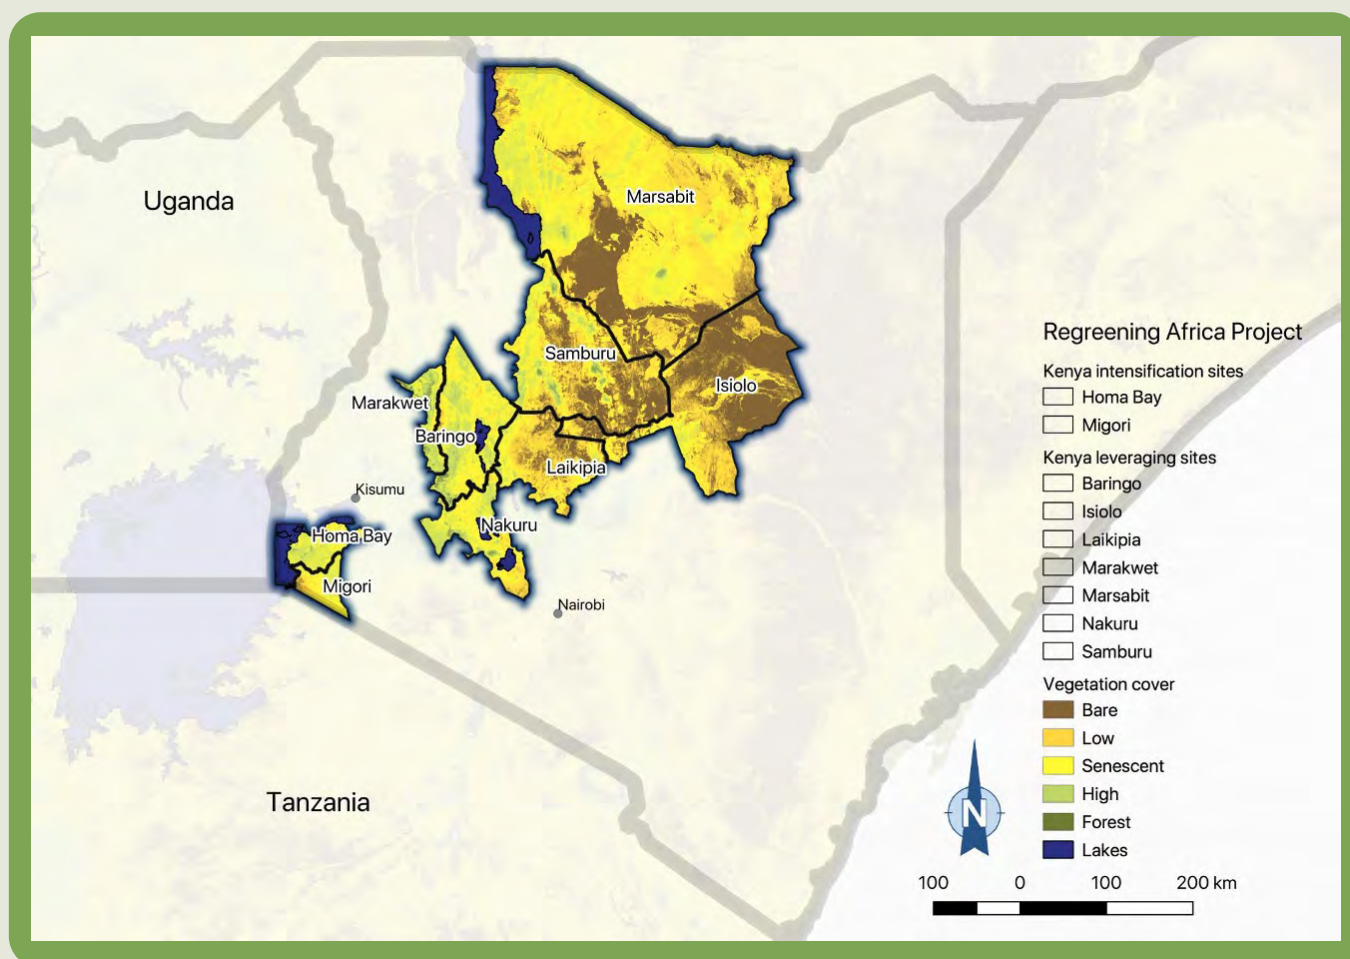 Uganda
Marsabit
Samburu
Isiolo
Marakwet
Baringo
Laikipia
Kisumu
Nakuru
Homa Bay
Migori
Nairobi
Tanzania
Regreening Africa Project
Kenya intensification sites
Homa Bay
Migori
Kenya leveraging sites
Baringo
Isiolo
Laikipia
Marakwet
Marsabit
Nakuru
Samburu
Vegetation cover
Bare
Low
Senescent
High
Forest
Lakes
N
100 0 100 200 km